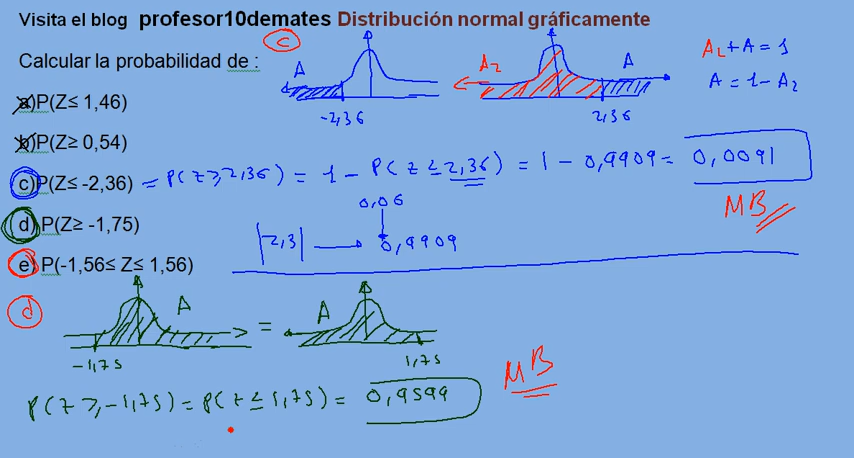 Visita el blog profesor10demates Distribución normal gráficamente
Calcular la probabilidad de :
a)P(Z≤ 1,46)
b)P(Z≥ 0,54)
c)P(Z≤ -2,36) = P(z≥2,36) = 1 - P(z≤2,36) = 1 - 0,9909 = 0,0091
d) P(Z≥ -1,75)
e)P(-1,56≤ Z≤ 1,56)
c
A
-2,36
A2
A
2,36
A2+A=1
A=1-A2
MB
0,06
2,3
0,9909
d
A
-1,75
=
A
1,75
P(z≥-1,75) = P(z≤1,75) = 0,9599
MB